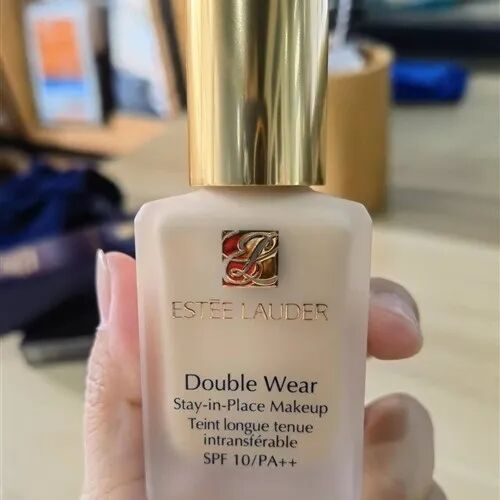 ESTĒE LAUDER
Double Wear
Stay-in-Place Makeup
Teint longue tenue
intransférable
SPF 10/PA++